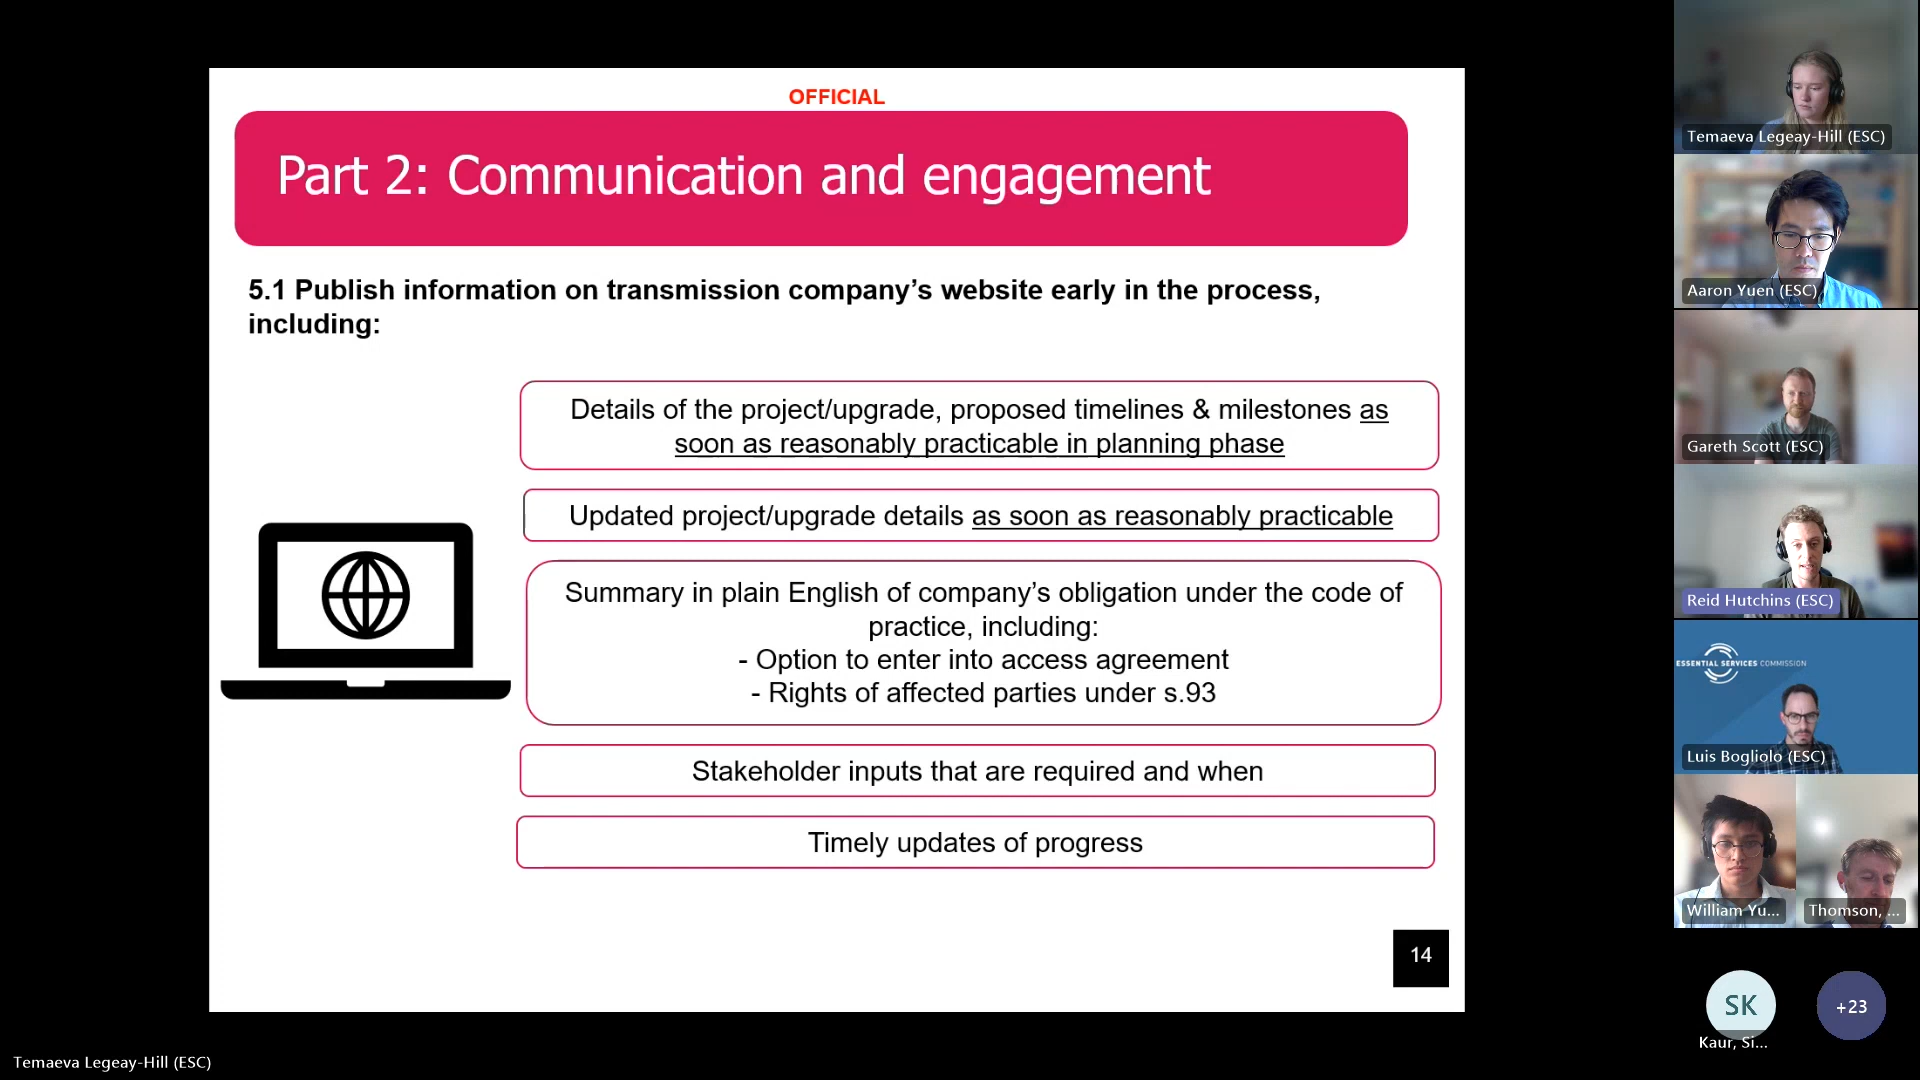 OFFICIAL
Part 2: Communication and engagement
5.1 Publish information on transmission company’s website early in the process,
including:
Details of the project/upgrade, proposed timelines & milestones as
soon as reasonably practicable in planning phase
Updated project/upgrade details as soon as reasonably practicable
Summary in plain English of company’s obligation under the code of
practice, including:
- Option to enter into access agreement
- Rights of affected parties under s.93
Stakeholder inputs that are required and when
Timely updates of progress
14
Temaeva Legeay-Hill (ESC)
Temaeva Legeay-Hill (ESC)
Aaron Yuen (ESC)
Gareth Scott (ESC)
Reid Hutchins (ESC)
ESSENTIAL SERVICES COMMISSION
Luis Bogliolo (ESC)
William Yu...
Thomson, ...
SK
Kaur, Si...
+23